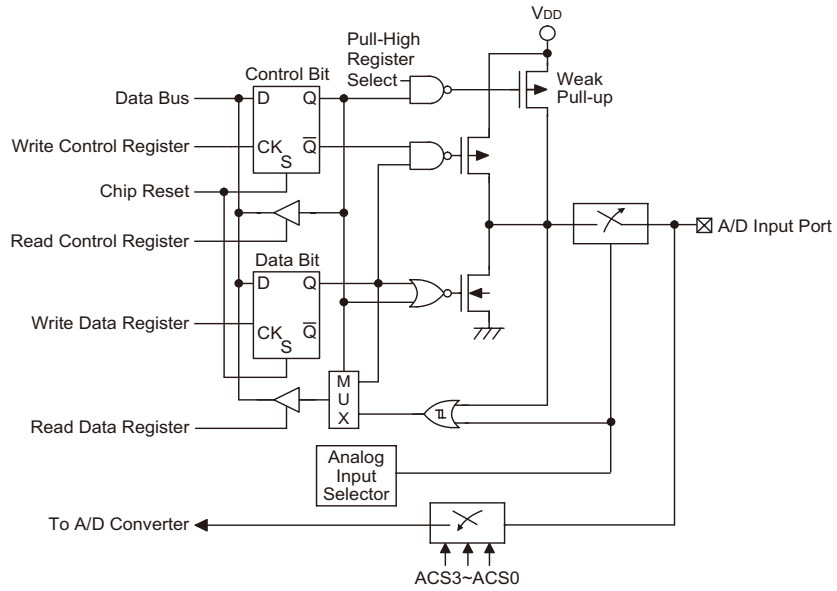 VDD
Pull-High
Register
Select
Weak
Pull-up
Control Bit
Data Bus
D
Q
Write Control Register
CK
Q
S
Chip Reset
Read Control Register
A/D Input Port
Data Bit
D
Q
Write Data Register
CK
Q
S
M
U
X
Read Data Register
Analog
Input
Selector
To A/D Converter
ACS3~ACS0